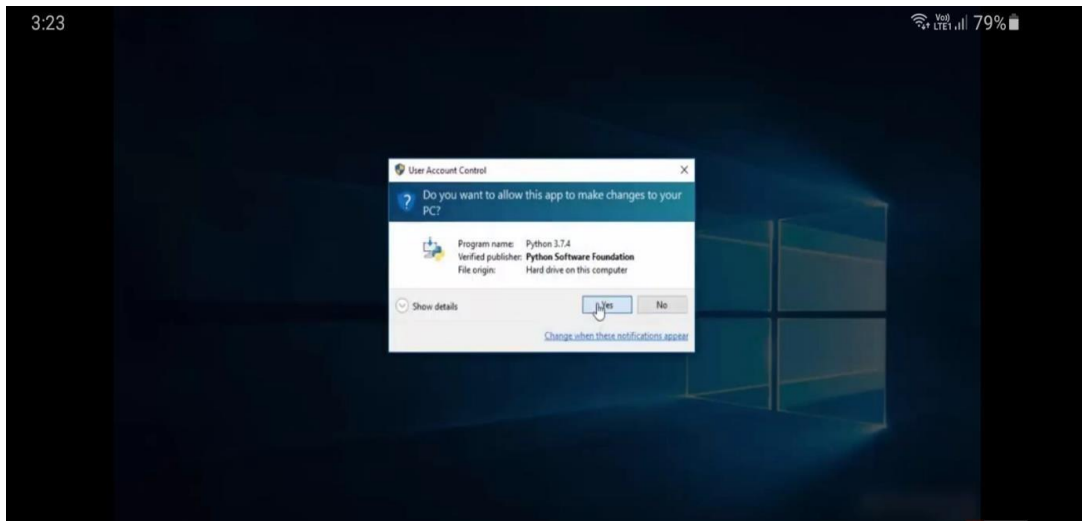 3:23
Vo)) LTE1 79%
User Account Control
Do you want to allow this app to make changes to your
PC?
Program name: Python 3.7.4
Verified publisher: Python Software Foundation
File origin: Hard drive on this computer
Show details
Yes
No
Change when these notifications appear